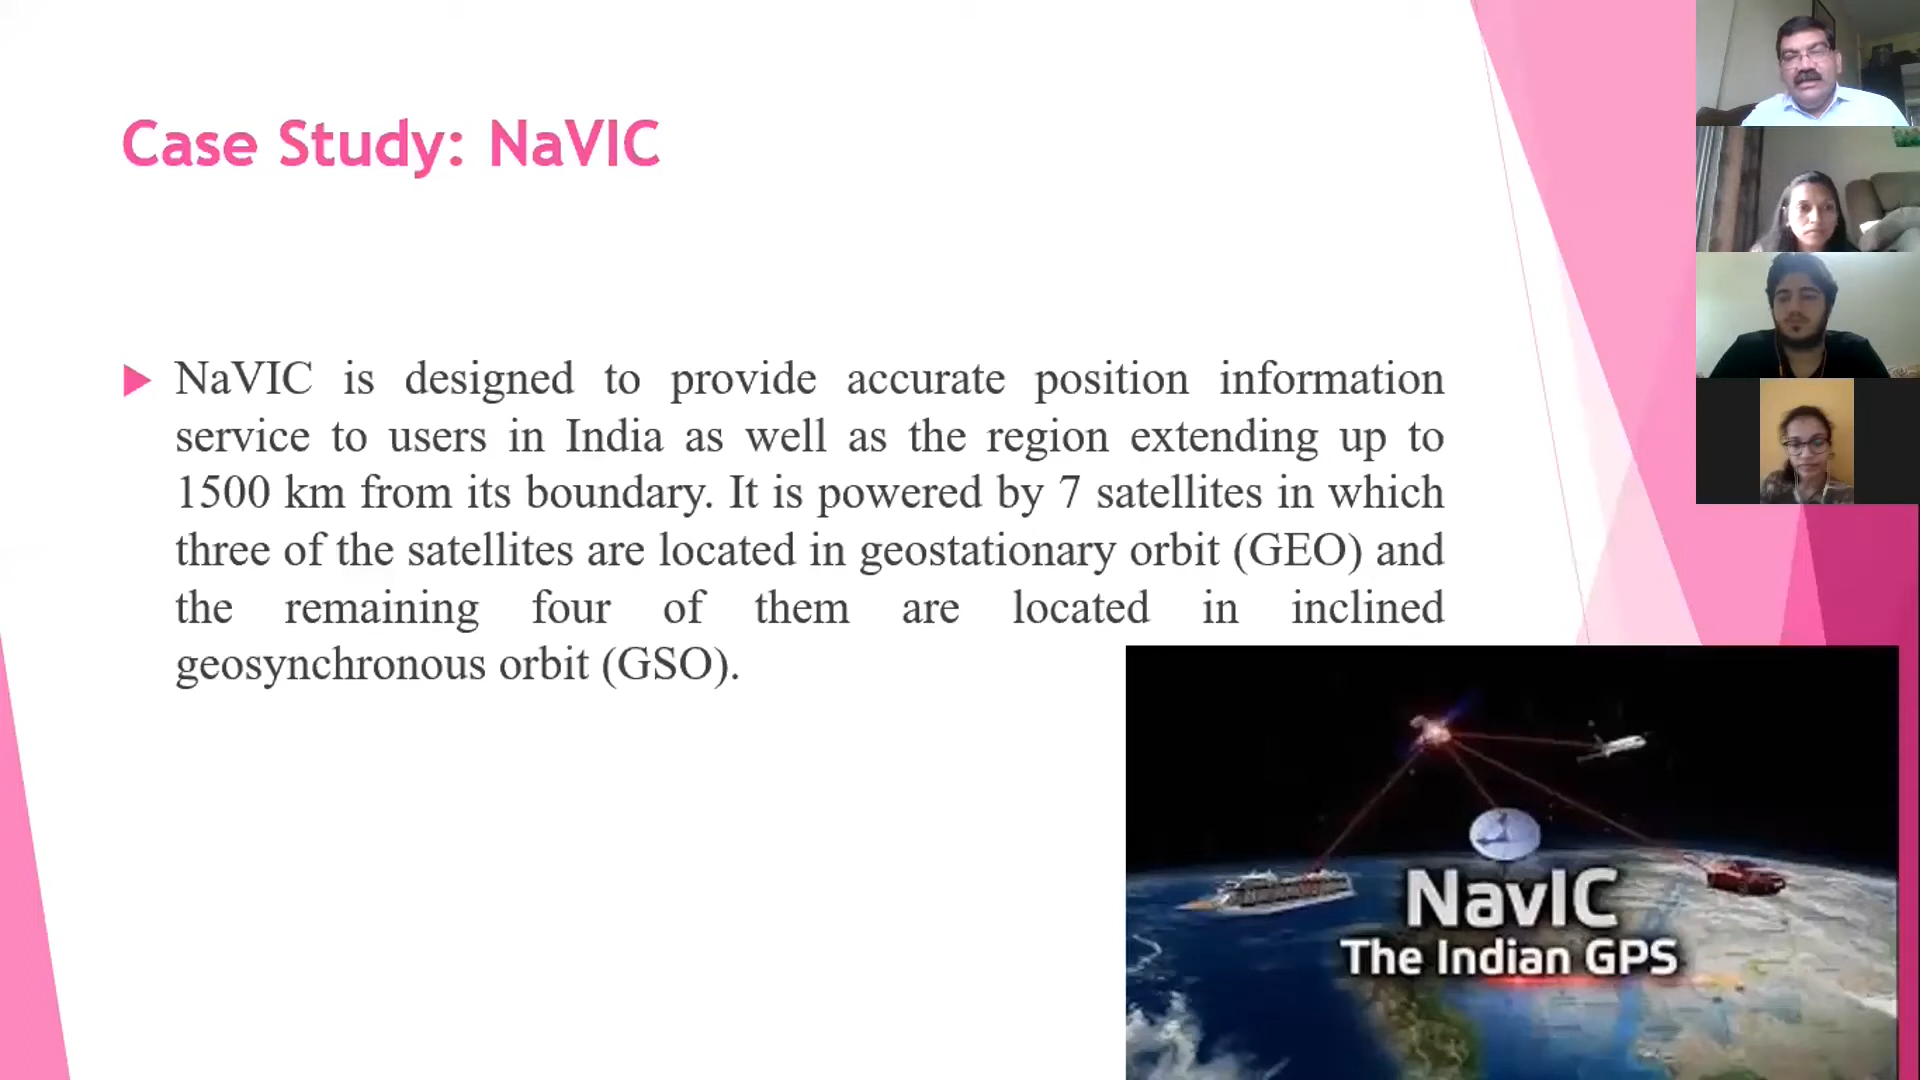 Case Study: NaVIC
NaVIC is designed to provide accurate position information
service to users in India as well as the region extending up to
1500 km from its boundary. It is powered by 7 satellites in which
three of the satellites are located in geostationary orbit (GEO) and
the remaining four of them are located in inclined
geosynchronous orbit (GSO).
NavIC
The Indian GPS